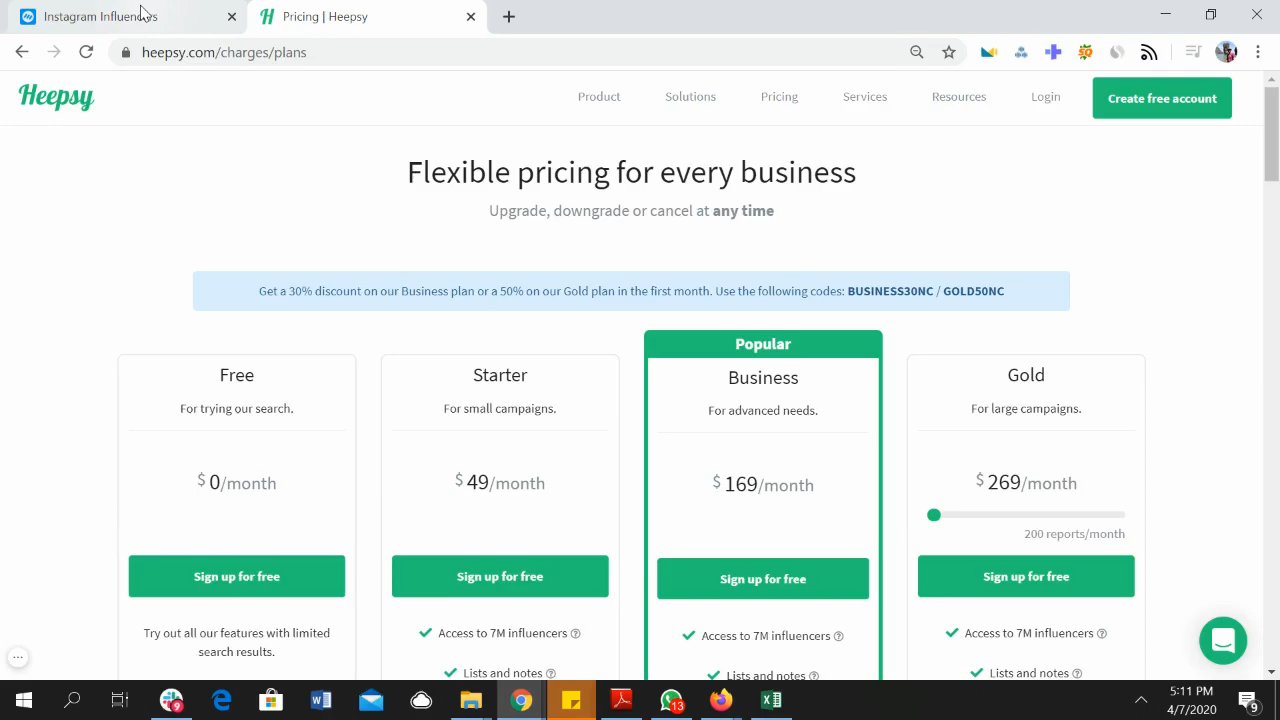 Instagram Influencers
Pricing | Heepsy
heepsy.com/charges/plans
Heepsy
Product
Solutions
Pricing
Services
Resources
Login
Create free account
Flexible pricing for every business
Upgrade, downgrade or cancel at any time
Get a 30% discount on our Business plan or a 50% on our Gold plan in the first month. Use the following codes: BUSINESS30NC / GOLD50NC
Free
For trying our search.
$ 0/month
Sign up for free
Try out all our features with limited
search results.
Starter
For small campaigns.
$ 49/month
Sign up for free
Access to 7M influencers
Lists and notes
Popular
Business
For advanced needs.
$ 169/month
Sign up for free
Access to 7M influencers
Lists and notes
Gold
For large campaigns.
$ 269/month
200 reports/month
Sign up for free
Access to 7M influencers
Lists and notes
9
13
5:11 PM
4/7/2020
9